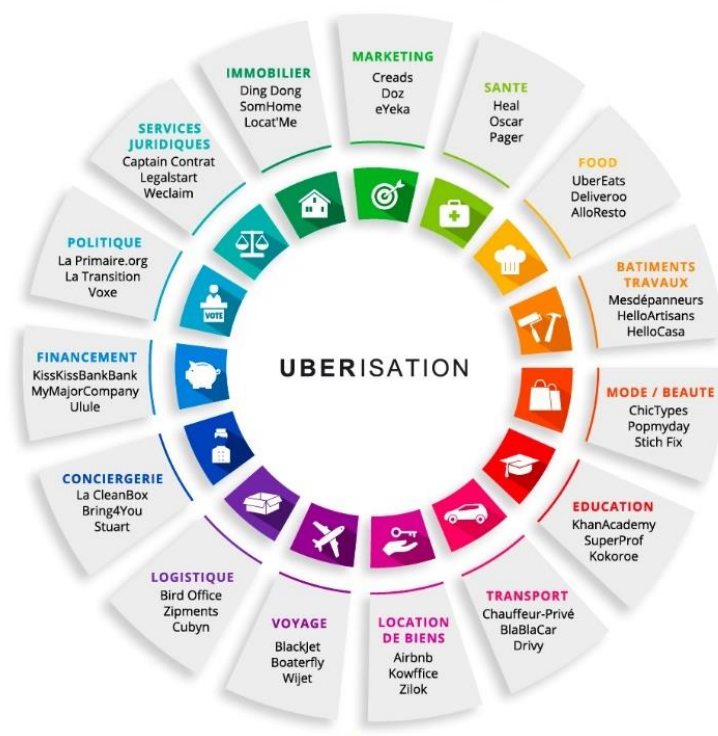 MARKETING
Creads
Doz
eYeka
SANTE
Heal
Oscar
Pager
FOOD
UberEats
Deliveroo
AlloResto
BATIMENTS
TRAVAUX
Mesdépanneurs
HelloArtisans
HelloCasa
MODE / BEAUTE
ChicTypes
Popmyday
Stich Fix
EDUCATION
KhanAcademy
SuperProf
Kokoroe
TRANSPORT
Chauffeur-Privé
BlaBlaCar
Drivy
LOCATION
DE BIENS
Airbnb
Kowffice
Zilok
VOYAGE
BlackJet
Boaterfly
Wijet
LOGISTIQUE
Bird Office
Zipments
Cubyn
CONCIERGERIE
La CleanBox
Bring4You
Stuart
FINANCEMENT
KissKissBankBank
MyMajorCompany
Ulule
POLITIQUE
La Primaire.org
La Transition
Voxe
SERVICES
JURIDIQUES
Captain Contrat
Legalstart
Weclaim
IMMOBILIER
Ding Dong
SomHome
Locat'Me
VOTE
UBERISATION